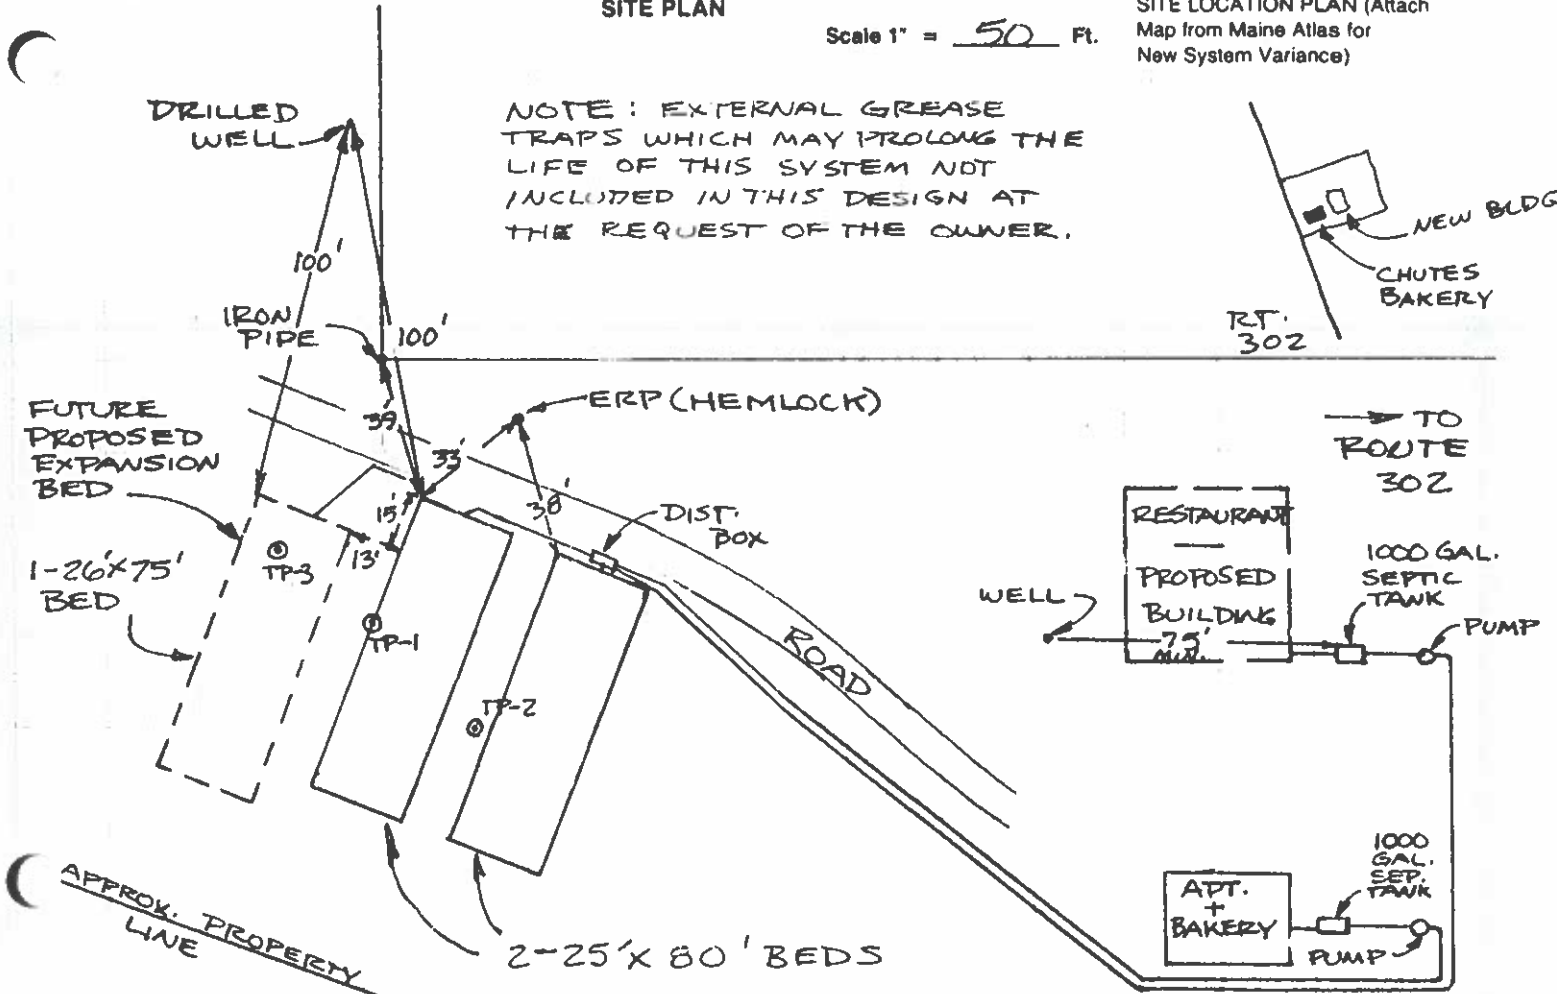 SITE PLAN
Scale 1" = 50 Ft.
SITE LOCATION PLAN (Attach
Map from Maine Atlas for
New System Variance)
DRILLED
WELL
NOTE: EXTERNAL GREASE
TRAPS WHICH MAY PROLONG THE
LIFE OF THIS SYSTEM NOT
INCLUDED IN THIS DESIGN AT
THE REQUEST OF THE OWNER.
NEW BLDG
CHUTES
BAKERY
RT.
302
100'
100'
IRON
PIPE
39'
33'
ERP (HEMLOCK)
38'
FUTURE
PROPOSED
EXPANSION
BED
15'
13'
DIST.
BOX
TO
ROUTE
302
1-26'X75'
BED
TP-3
TP-1
TP-2
ROAD
WELL
RESTAURANT
—
PROPOSED
BUILDING
75'
MIN.
1000 GAL.
SEPTIC
TANK
PUMP
APT.
+
BAKERY
1000
GAL.
SEP.
TANK
PUMP
2-25'X 80' BEDS
APPROX. PROPERTY
LINE